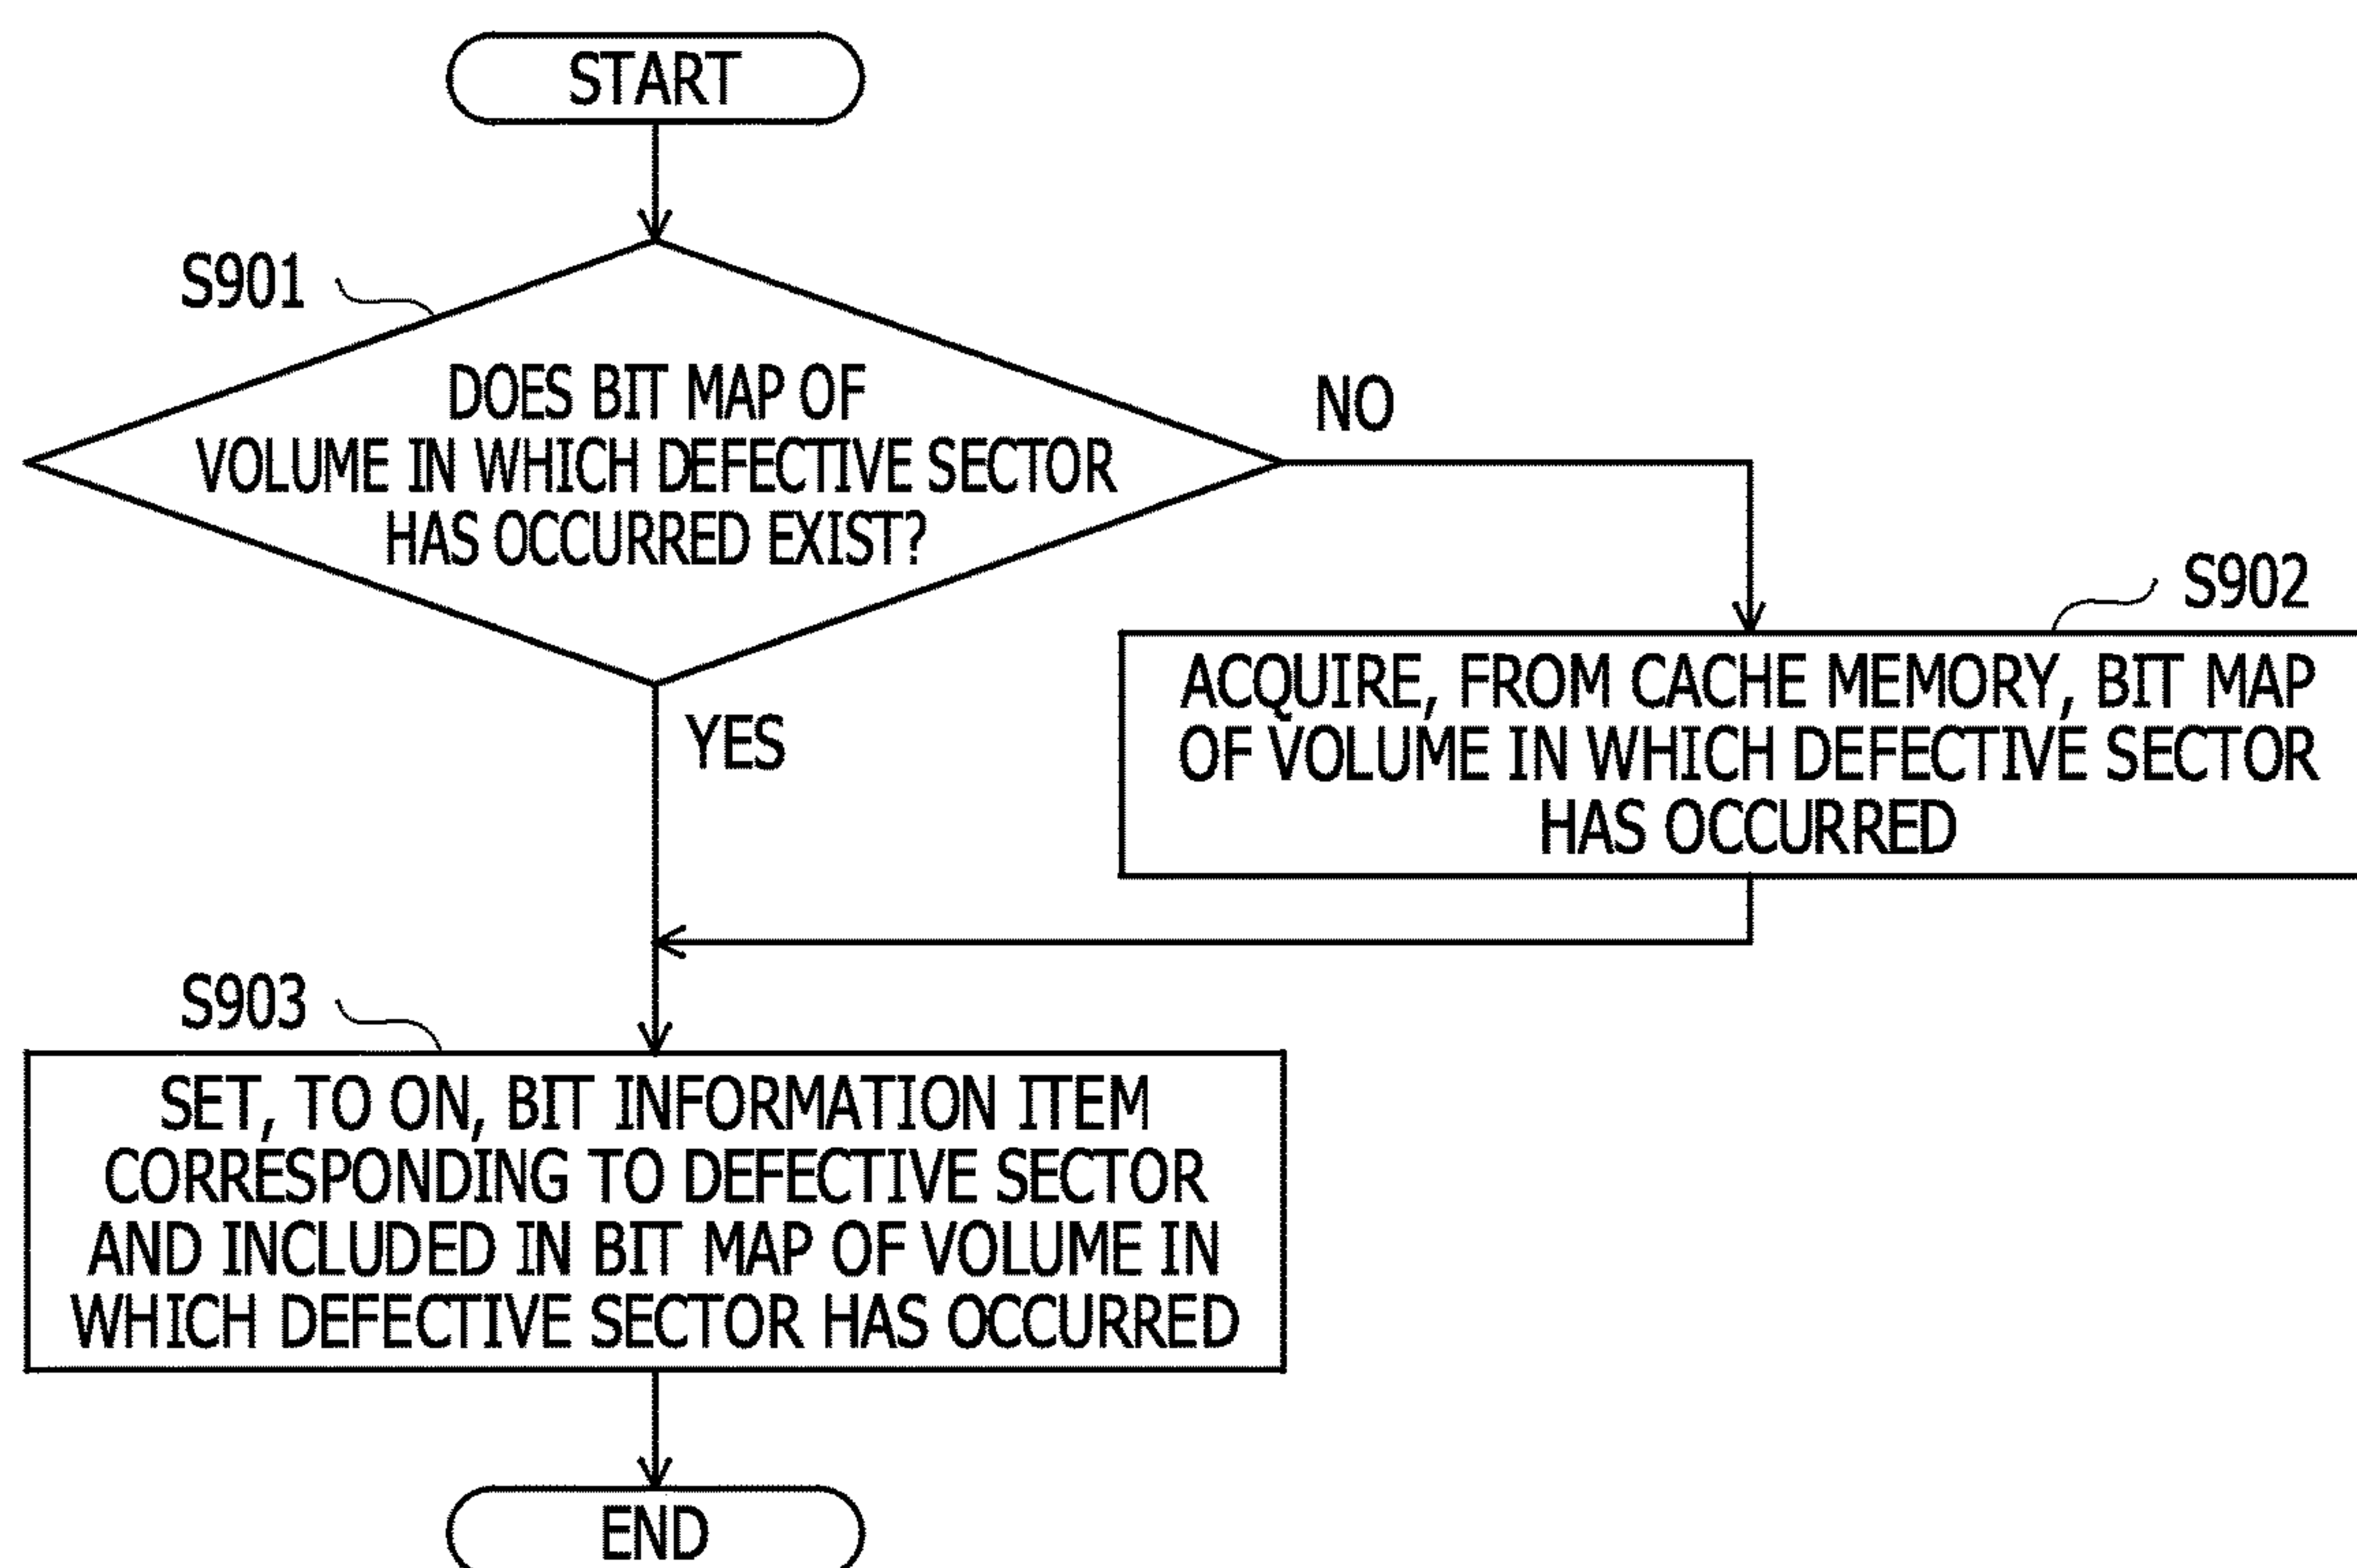 START
S901
DOES BIT MAP OF
VOLUME IN WHICH DEFECTIVE SECTOR
HAS OCCURRED EXIST?
NO
YES
S902
ACQUIRE, FROM CACHE MEMORY, BIT MAP
OF VOLUME IN WHICH DEFECTIVE SECTOR
HAS OCCURRED
S903
SET, TO ON, BIT INFORMATION ITEM
CORRESPONDING TO DEFECTIVE SECTOR
AND INCLUDED IN BIT MAP OF VOLUME IN
WHICH DEFECTIVE SECTOR HAS OCCURRED
END